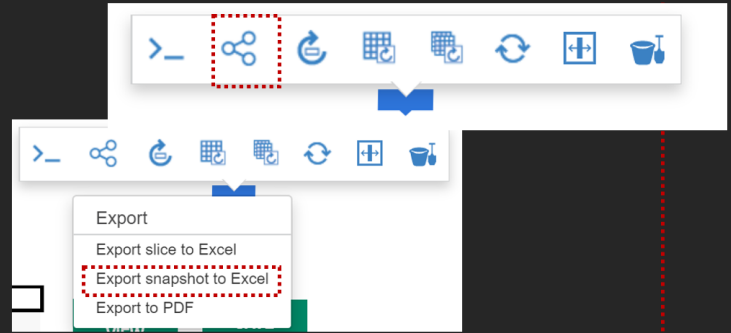 Export
Export slice to Excel
Export snapshot to Excel
Export to PDF